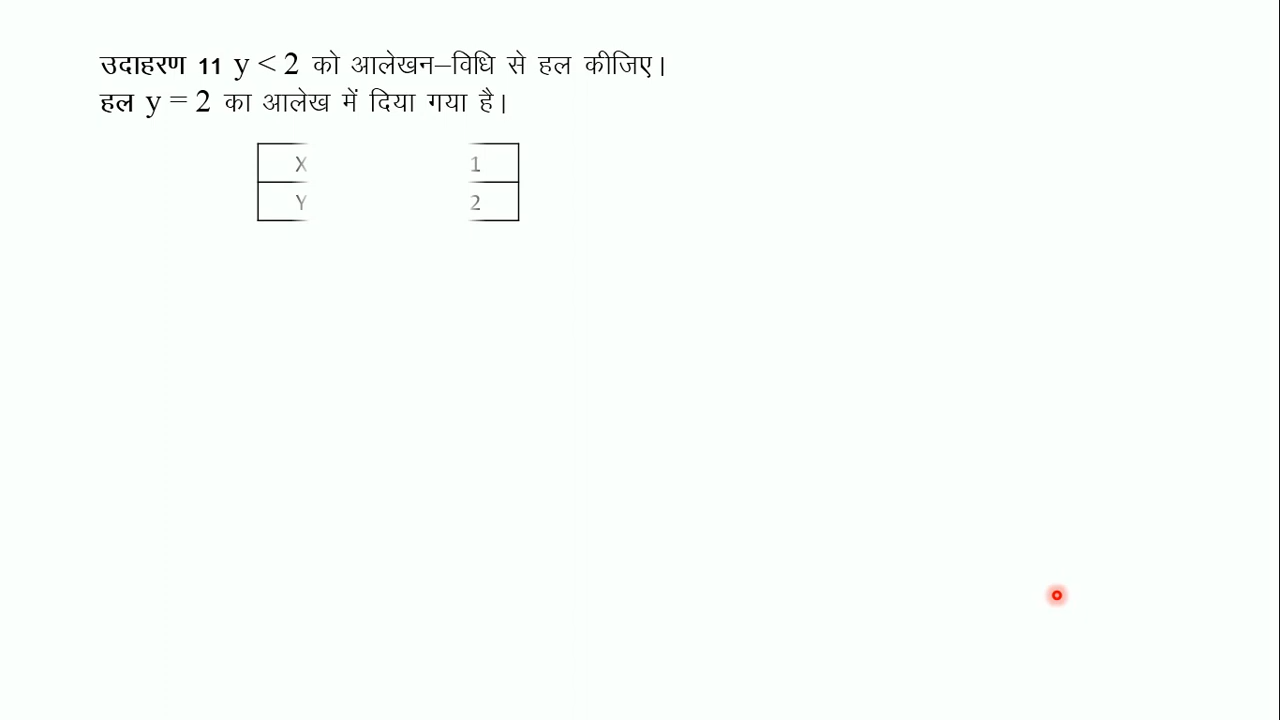 उदाहरण 11 y < 2 को आलेखन–विधि से हल कीजिए।
हल y = 2 का आलेख में दिया गया है।
X 1
Y 2